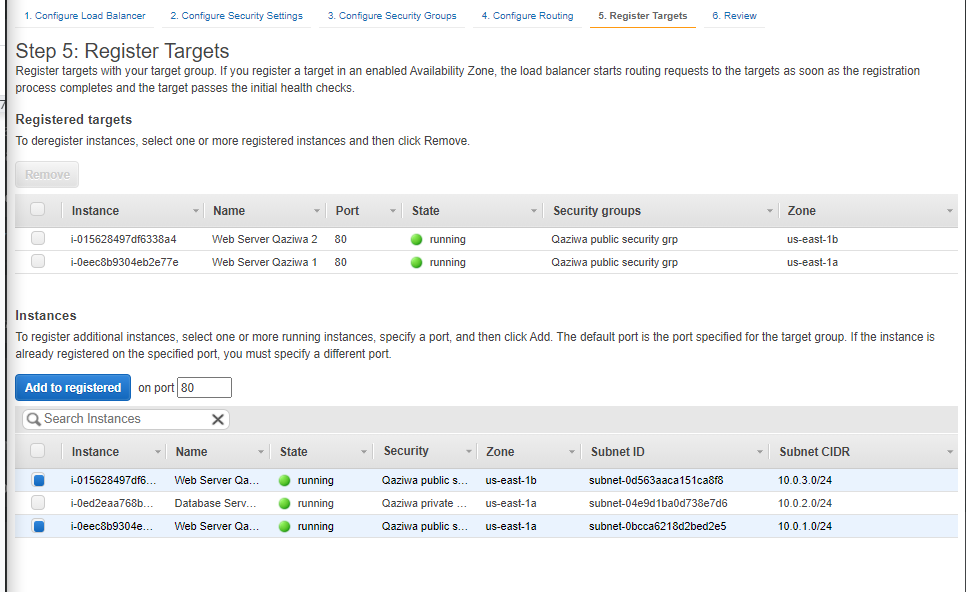 1. Configure Load Balancer 2. Configure Security Settings 3. Configure Security Groups 4. Configure Routing 5. Register Targets 6. Review
Step 5: Register Targets
Register targets with your target group. If you register a target in an enabled Availability Zone, the load balancer starts routing requests to the targets as soon as the registration
process completes and the target passes the initial health checks.
7
Registered targets
To deregister instances, select one or more registered instances and then click Remove.
Remove
Instance Name Port State Security groups Zone
i-015628497df6338a4 Web Server Qaziwa 2 80 running Qaziwa public security grp us-east-1b
i-0eec8b9304eb2e77e Web Server Qaziwa 1 80 running Qaziwa public security grp us-east-1a
Instances
To register additional instances, select one or more running instances, specify a port, and then click Add. The default port is the port specified for the target group. If the instance is
already registered on the specified port, you must specify a different port.
Add to registered on port 80
Search Instances
Instance Name State Security Zone Subnet ID Subnet CIDR
i-015628497df6... Web Server Qa... running Qaziwa public s... us-east-1b subnet-0d563aaca151ca8f8 10.0.3.0/24
i-0ed2eaa768b... Database Serv... running Qaziwa private ... us-east-1a subnet-04e9d1ba0d738e7d6 10.0.2.0/24
i-0eec8b9304e... Web Server Qa... running Qaziwa public s... us-east-1a subnet-0bcca6218d2bed2e5 10.0.1.0/24